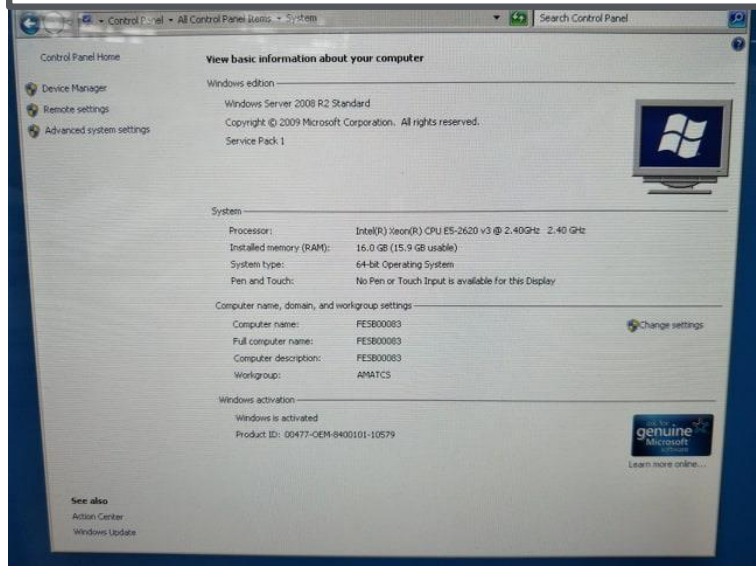 Control Panel ▸ All Control Panel Items ▸ System
Search Control Panel
Control Panel Home
Device Manager
Remote settings
Advanced system settings
View basic information about your computer
Windows edition
Windows Server 2008 R2 Standard
Copyright © 2009 Microsoft Corporation. All rights reserved.
Service Pack 1
System
Processor: Intel(R) Xeon(R) CPU E5-2620 v3 @ 2.40GHz 2.40 GHz
Installed memory (RAM): 16.0 GB (15.9 GB usable)
System type: 64-bit Operating System
Pen and Touch: No Pen or Touch Input is available for this Display
Computer name, domain, and workgroup settings
Computer name: FESB00083
Change settings
Full computer name: FESB00083
Computer description: FESB00083
Workgroup: AMATCS
Windows activation
Windows is activated
Product ID: 00477-OEM-8400101-10579
ask for
genuine
Microsoft
software
Learn more online...
See also
Action Center
Windows Update